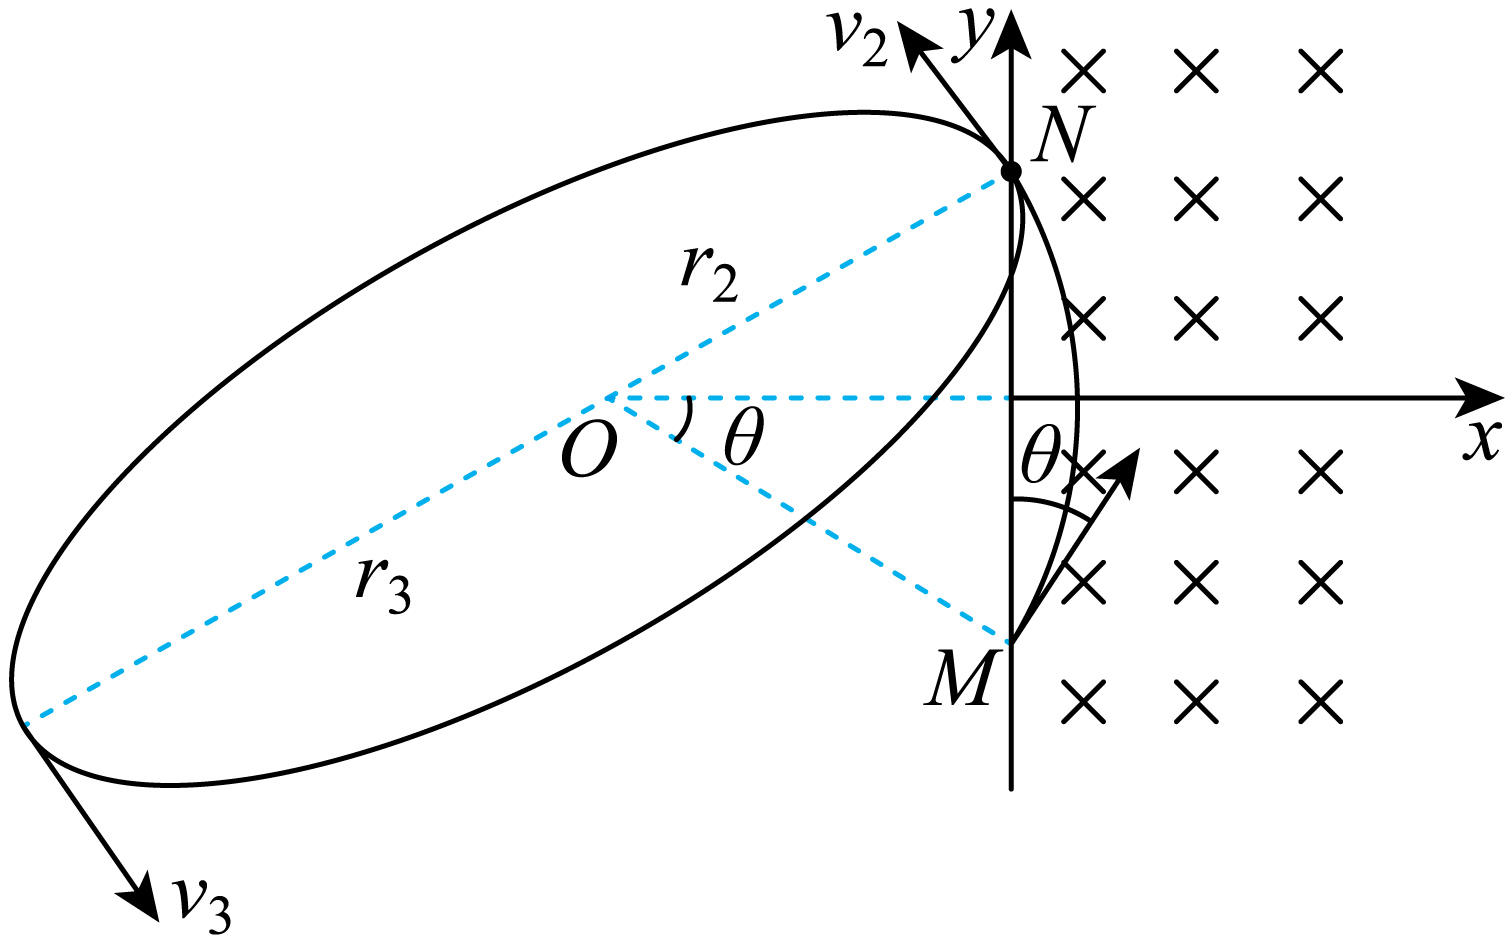 v₂
y
N
r₂
O
θ
θ
x
r₃
M
v₃